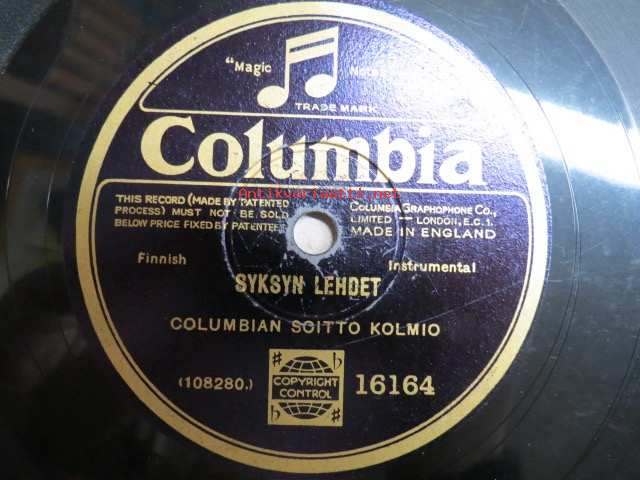 "Magic Notes"
TRADE MARK
Columbia
Antikvariaatti.net
THIS RECORD (MADE BY PATENTED
PROCESS) MUST NOT BE SOLD
BELOW PRICE FIXED BY PATENTEE.
COLUMBIA GRAPHOPHONE CO.,
LIMITED — LONDON, E.C.1.
MADE IN ENGLAND
Finnish
Instrumental
SYKSYN LEHDET
COLUMBIAN SOITTO KOLMIO
(108280.)
COPYRIGHT
CONTROL
16164